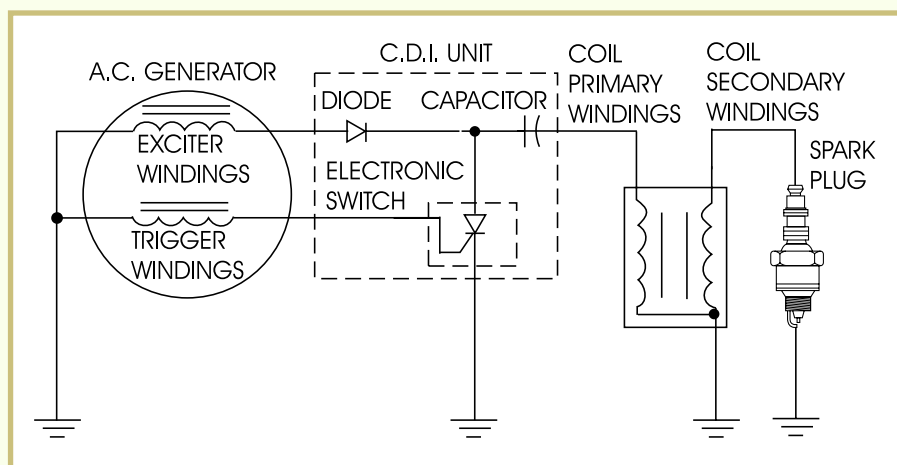 A.C. GENERATOR
EXCITER
WINDINGS
TRIGGER
WINDINGS
C.D.I. UNIT
DIODE
CAPACITOR
ELECTRONIC
SWITCH
COIL
PRIMARY
WINDINGS
COIL
SECONDARY
WINDINGS
SPARK
PLUG